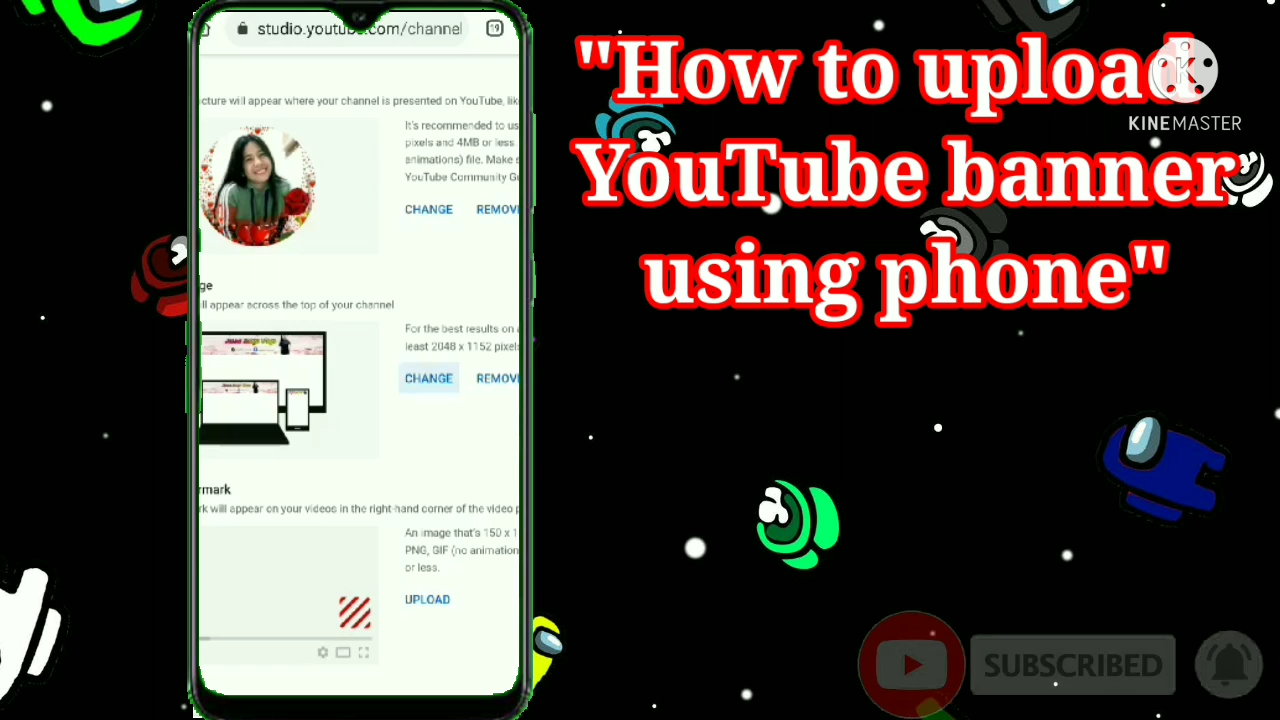 studio.youtube.com/channel
19
"How to upload
YouTube banner
using phone"
KINEMASTER
icture will appear where your channel is presented on YouTube, lik
It's recommended to us
pixels and 4MB or less.
animations) file. Make s
YouTube Community Gu
CHANGE REMOV
ge
ill appear across the top of your channel
For the best results on a
least 2048 x 1152 pixels
CHANGE REMOV
rmark
rk will appear on your videos in the right-hand corner of the video p
An image that's 150 x 1
PNG, GIF (no animation
or less.
UPLOAD
SUBSCRIBED